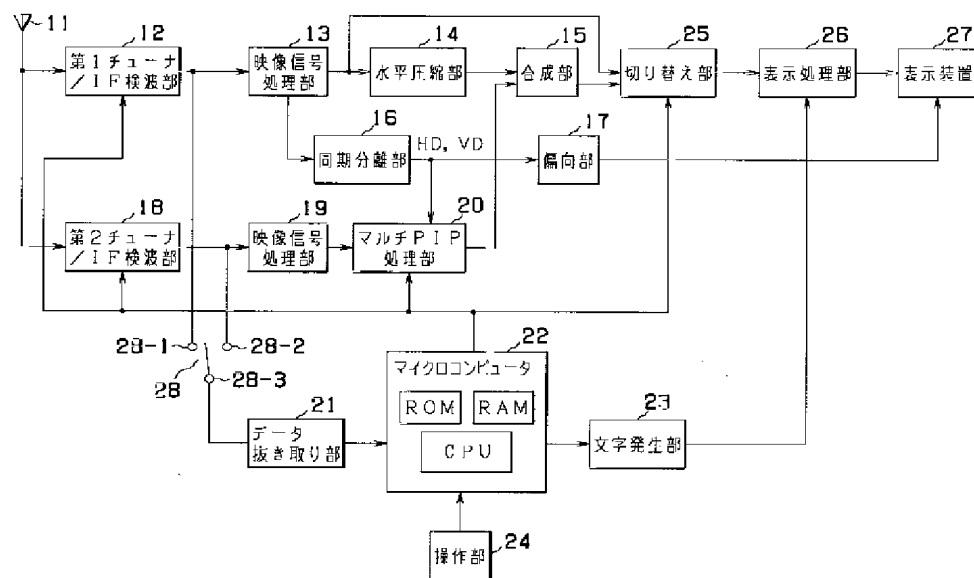 11
12
第1チューナ
/IF検波部
13
映像信号
処理部
14
水平圧縮部
15
合成部
25
切り替え部
26
表示処理部
27
表示装置
16
同期分離部
HD, VD
17
偏向部
18
第2チューナ
/IF検波部
19
映像信号
処理部
20
マルチPIP
処理部
28-1
28-2
28
28-3
21
データ
抜き取り部
22
マイクロコンピュータ
ROM
RAM
CPU
23
文字発生部
操作部
24